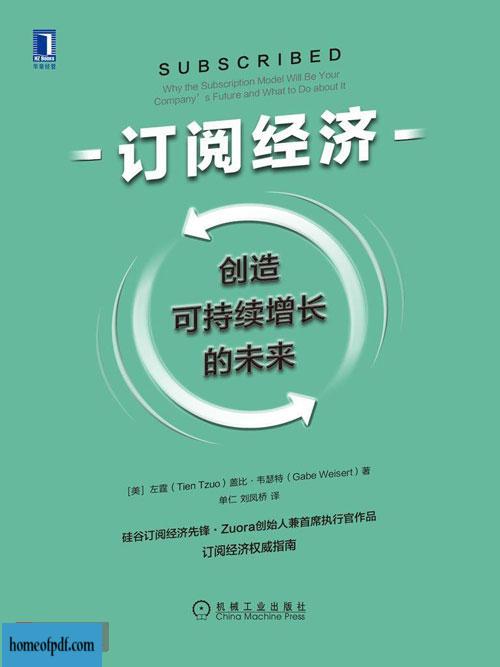 HZ Books
华章经管
SUBSCRIBED
Why the Subscription Model Will Be Your
Company's Future and What to Do about It
订阅经济
创造
可持续增长
的未来
[美] 左霆（Tien Tzuo）盖比·韦瑟特（Gabe Weisert）著
单仁 刘凤桥 译
硅谷订阅经济先锋·Zuora创始人兼首席执行官作品
订阅经济权威指南
机械工业出版社
China Machine Press
homeofpdf.com